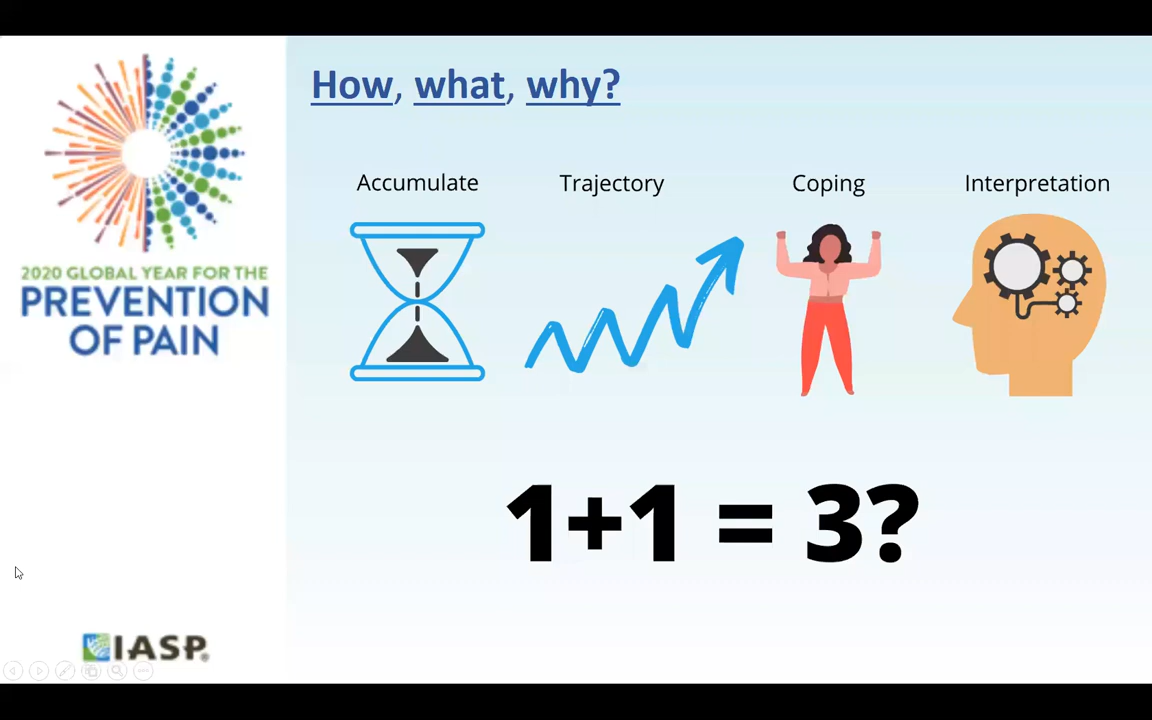 How, what, why?
Accumulate
Trajectory
Coping
Interpretation
2020 GLOBAL YEAR FOR THE
PREVENTION
OF PAIN
1+1 = 3?
IASP®